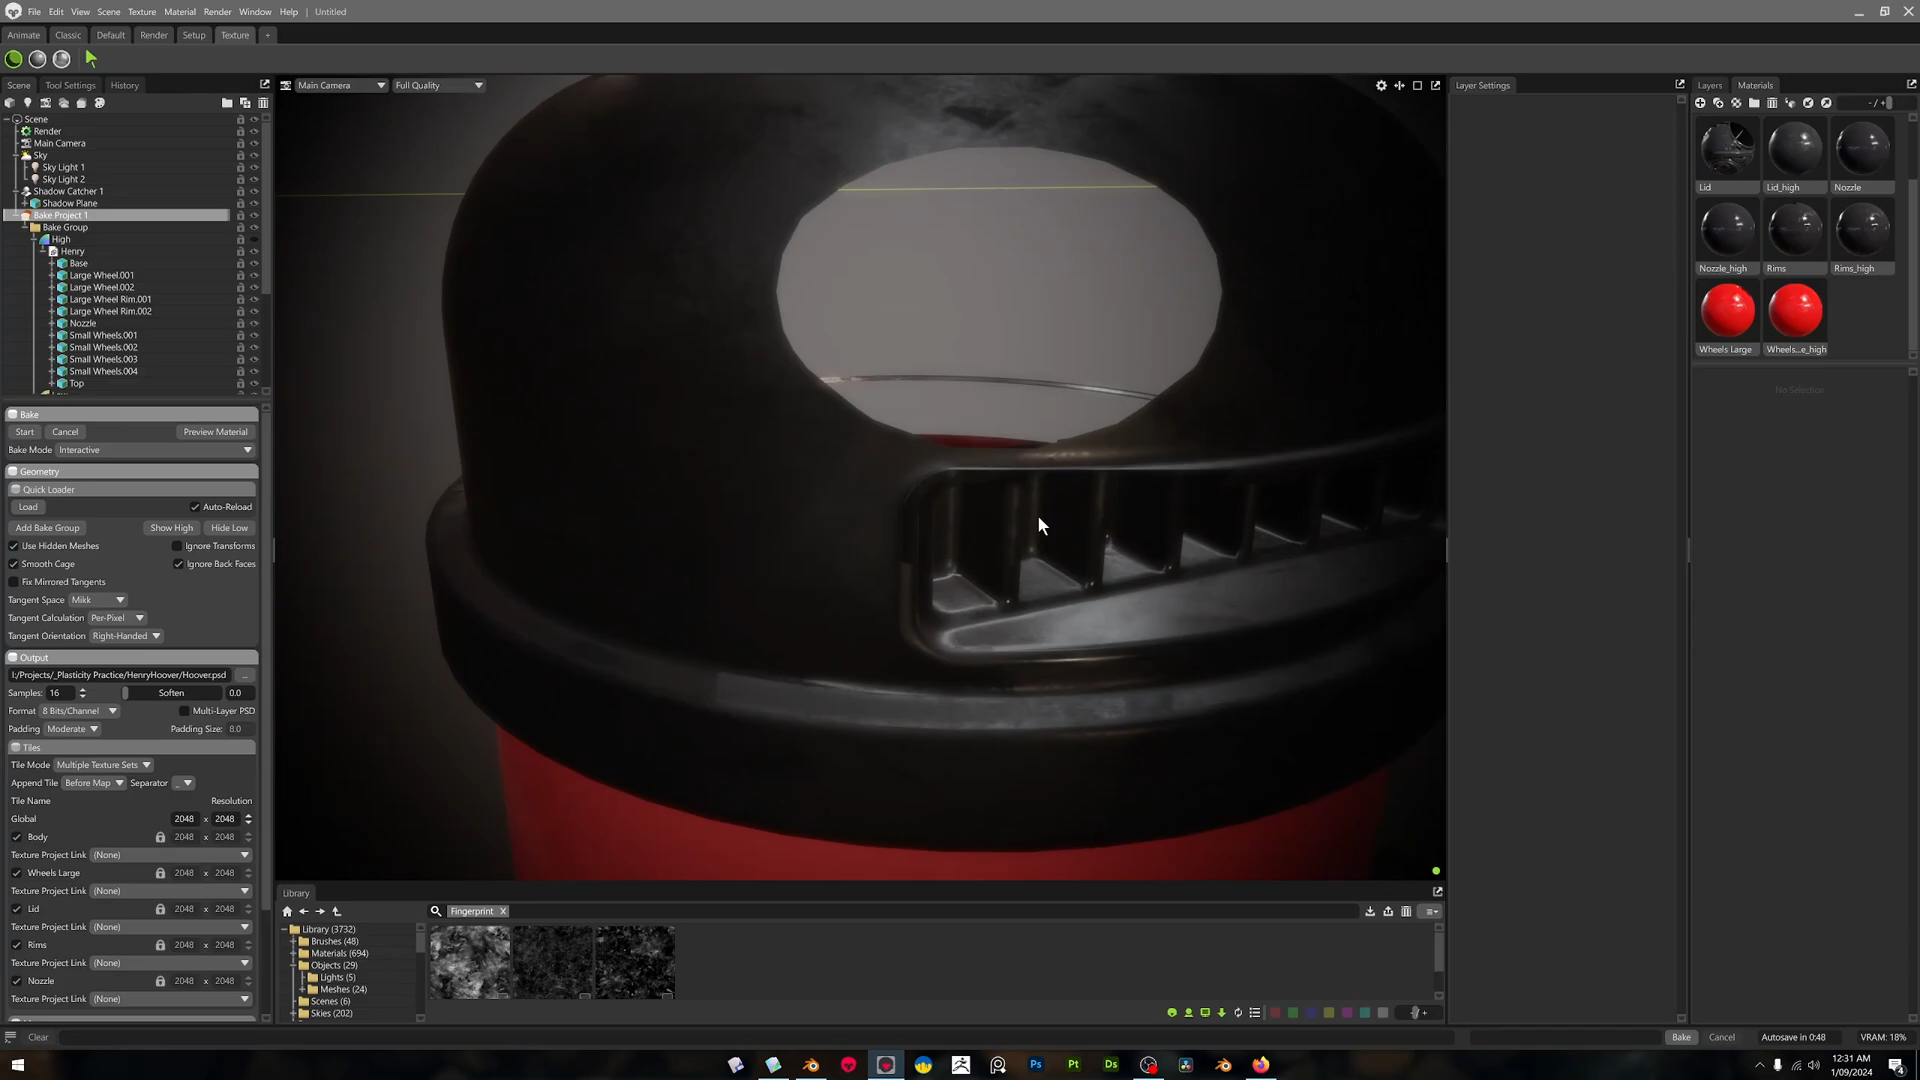 File Edit View Scene Texture Material Render Window Help Untitled
Animate Classic Default Render Setup Texture +
Scene Tool Settings History
Main Camera Full Quality
Layer Settings
Layers Materials
Scene
Render
Main Camera
Sky
Sky Light 1
Sky Light 2
Shadow Catcher 1
Shadow Plane
Bake Project 1
Bake Group
High
Henry
Base
Large Wheel.001
Large Wheel.002
Large Wheel Rim.001
Large Wheel Rim.002
Nozzle
Small Wheels.001
Small Wheels.002
Small Wheels.003
Small Wheels.004
Top
Bake
Start Cancel Preview Material
Bake Mode Interactive
Geometry
Quick Loader
Load Auto-Reload
Add Bake Group Show High Hide Low
Use Hidden Meshes Ignore Transforms
Smooth Cage Ignore Back Faces
Fix Mirrored Tangents
Tangent Space Mikk
Tangent Calculation Per-Pixel
Tangent Orientation Right-Handed
Output
I:/Projects/_Plasticity Practice/HenryHoover/Hoover.psd ...
Samples: 16 Soften 0.0
Format 8 Bits/Channel Multi-Layer PSD
Padding Moderate Padding Size: 8.0
Tiles
Tile Mode Multiple Texture Sets
Append Tile Before Map Separator _
Tile Name Resolution
Global 2048 x 2048
Body 2048 x 2048
Texture Project Link (None)
Wheels Large 2048 x 2048
Texture Project Link (None)
Lid 2048 x 2048
Texture Project Link (None)
Rims 2048 x 2048
Texture Project Link (None)
Nozzle 2048 x 2048
Texture Project Link (None)
Lid Lid_high Nozzle
Nozzle_high Rims Rims_high
Wheels Large Wheels...e_high
No Selection
Library
Fingerprint x
Library (3732)
Brushes (48)
Materials (694)
Objects (29)
Lights (5)
Meshes (24)
Scenes (6)
Skies (202)
Clear
Bake Cancel Autosave in 0:48 VRAM: 18%
Ps Pt Ds
12:31 AM
1/09/2024
4